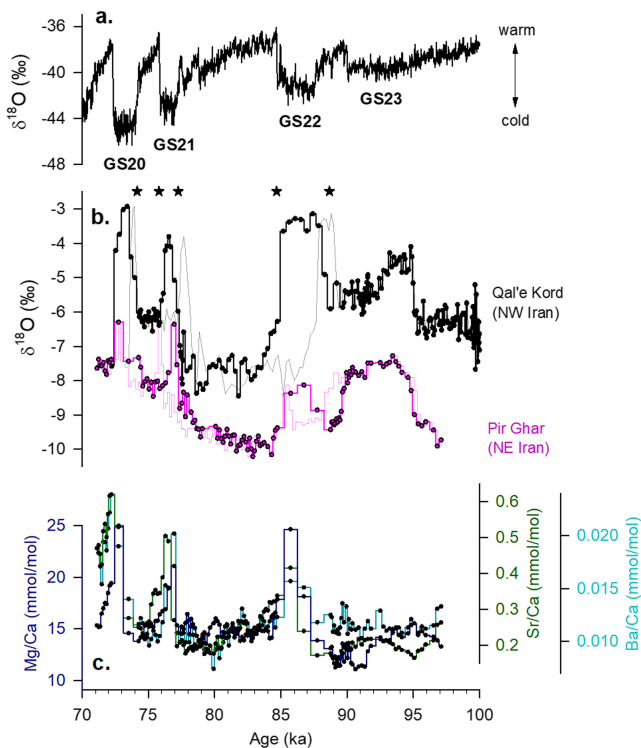 a.
-36
-40
-44
-48
δ¹⁸O (‰)
warm
cold
GS20
GS21
GS22
GS23
b.
-3
-4
-5
-6
-7
-8
-9
-10
δ¹⁸O (‰)
Qal'e Kord
(NW Iran)
Pir Ghar
(NE Iran)
25
20
15
10
Mg/Ca (mmol/mol)
c.
0.6
0.5
0.4
0.3
0.2
Sr/Ca (mmol/mol)
0.020
0.015
0.010
Ba/Ca (mmol/mol)
70 75 80 85 90 95 100
Age (ka)